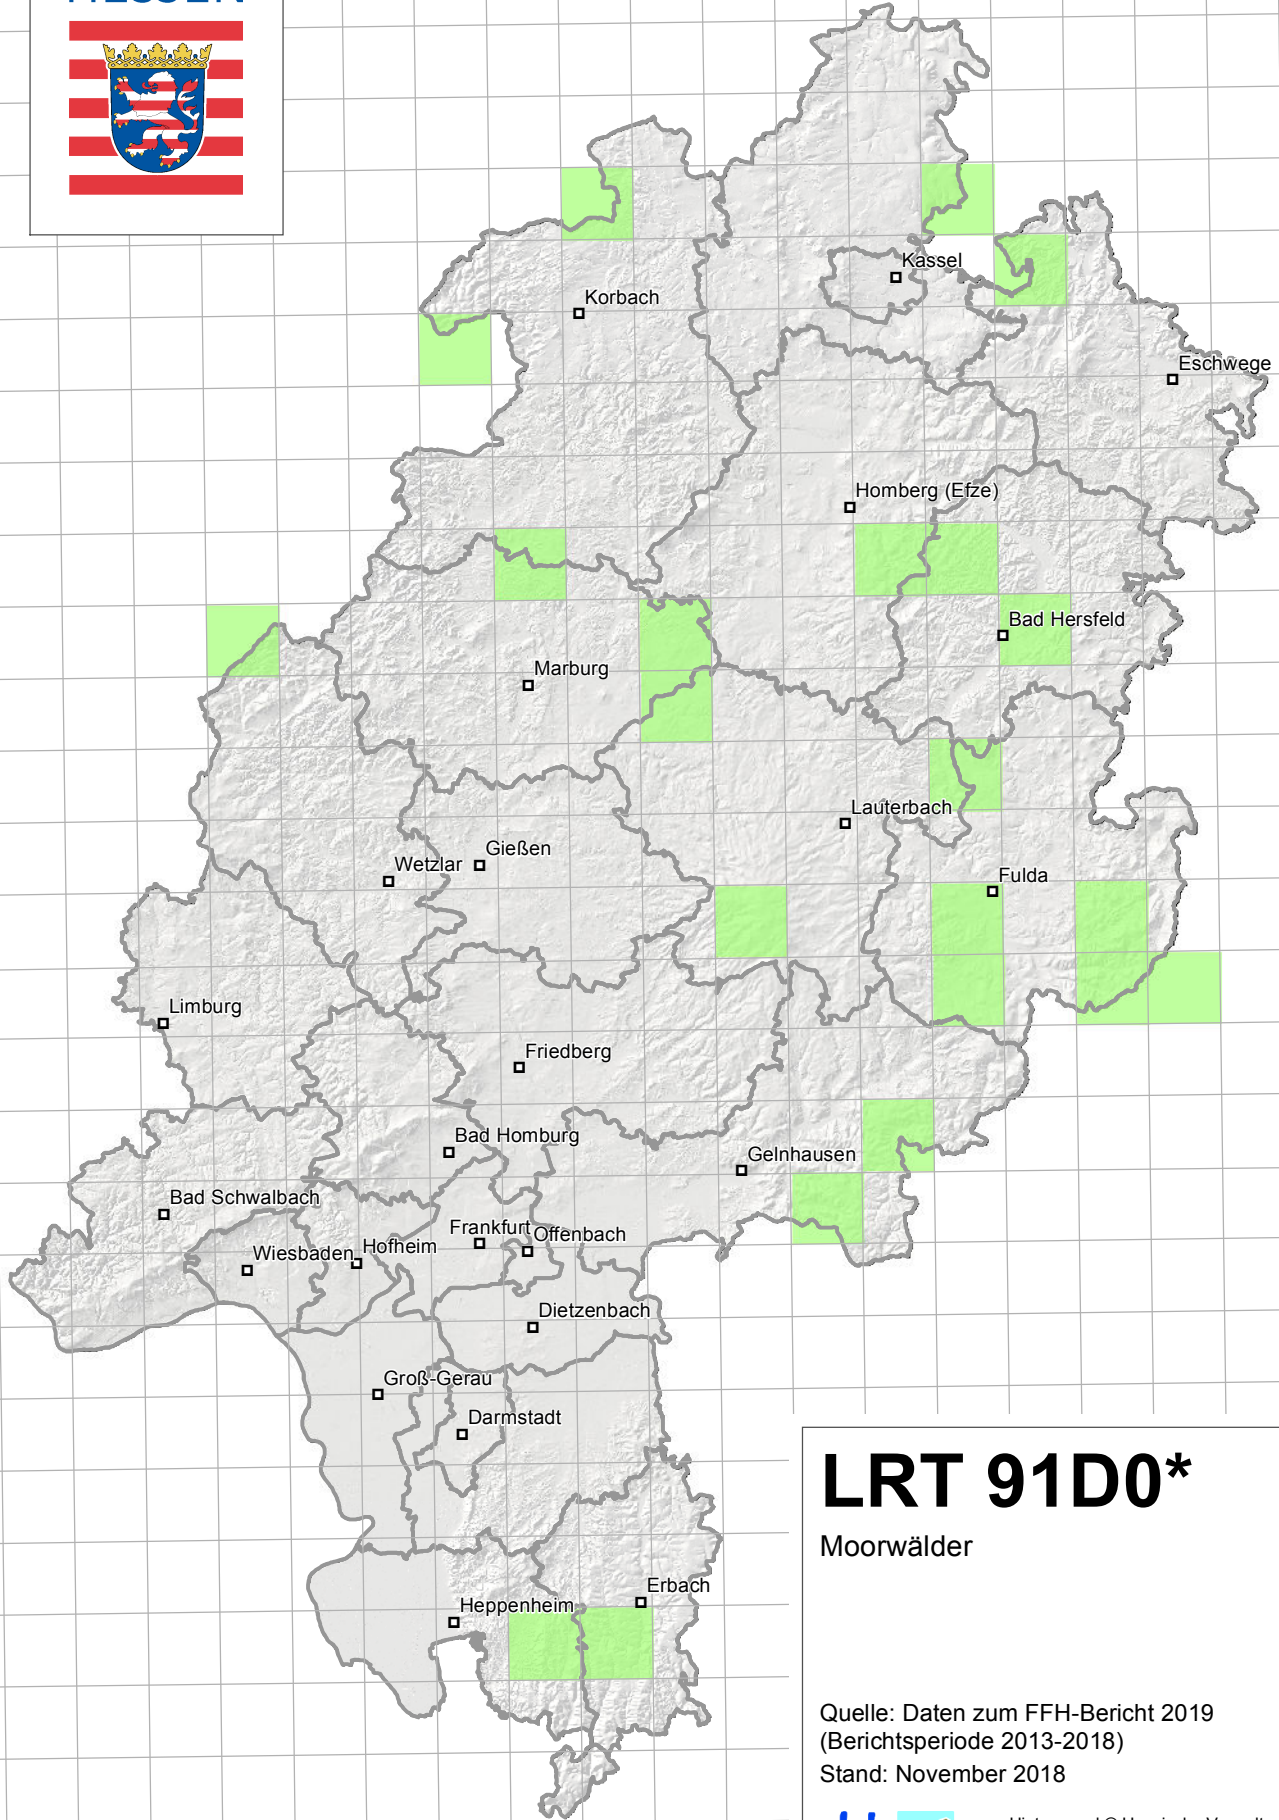 HESSEN
Kassel
Korbach
Eschwege
Homberg (Efze)
Bad Hersfeld
Marburg
Lauterbach
Gießen
Wetzlar
Fulda
Limburg
Friedberg
Bad Homburg
Gelnhausen
Bad Schwalbach
Frankfurt
Offenbach
Hofheim
Wiesbaden
Dietzenbach
Groß-Gerau
Darmstadt
Erbach
Heppenheim
LRT 91D0*
Moorwälder
Quelle: Daten zum FFH-Bericht 2019
(Berichtsperiode 2013-2018)
Stand: November 2018